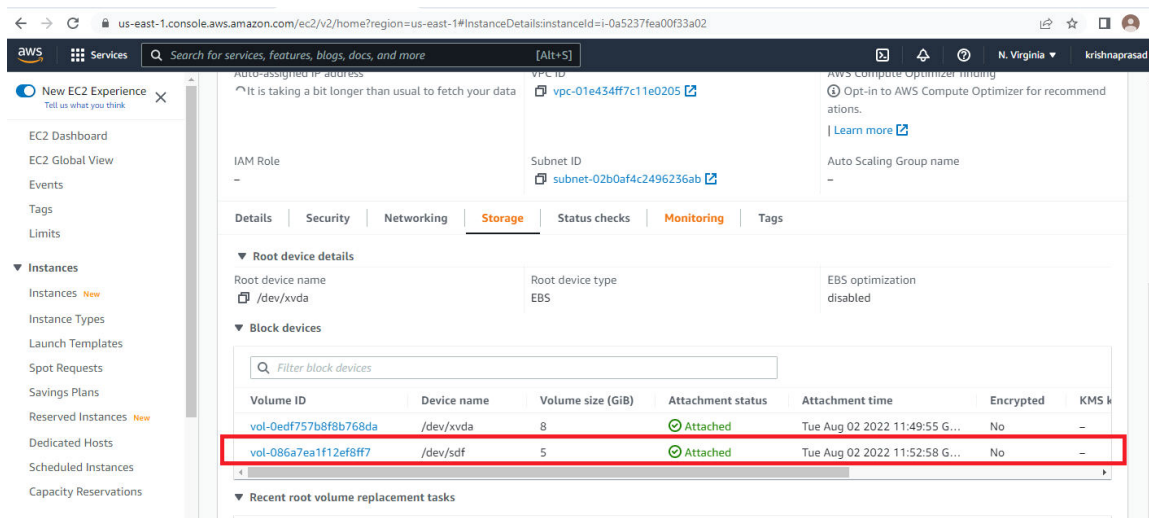 us-east-1.console.aws.amazon.com/ec2/v2/home?region=us-east-1#InstanceDetails:instanceId=i-0a5237fea00f33a02
aws Services Search for services, features, blogs, docs, and more [Alt+S] N. Virginia ▼ krishnaprasad
New EC2 Experience
Tell us what you think
EC2 Dashboard
EC2 Global View
Events
Tags
Limits
Instances
Instances New
Instance Types
Launch Templates
Spot Requests
Savings Plans
Reserved Instances New
Dedicated Hosts
Scheduled Instances
Capacity Reservations
Auto-assigned IP address VPC ID AWS Compute Optimizer finding
It is taking a bit longer than usual to fetch your data vpc-01e434ff7c11e0205 Opt-in to AWS Compute Optimizer for recommend
ations.
| Learn more
IAM Role Subnet ID Auto Scaling Group name
– subnet-02b0af4c2496236ab –
Details Security Networking Storage Status checks Monitoring Tags
▼ Root device details
Root device name Root device type EBS optimization
/dev/xvda EBS disabled
▼ Block devices
Filter block devices
Volume ID Device name Volume size (GiB) Attachment status Attachment time Encrypted KMS k
vol-0edf757b8f8b768da /dev/xvda 8 Attached Tue Aug 02 2022 11:49:55 G... No –
vol-086a7ea1f12ef8ff7 /dev/sdf 5 Attached Tue Aug 02 2022 11:52:58 G... No –
▼ Recent root volume replacement tasks